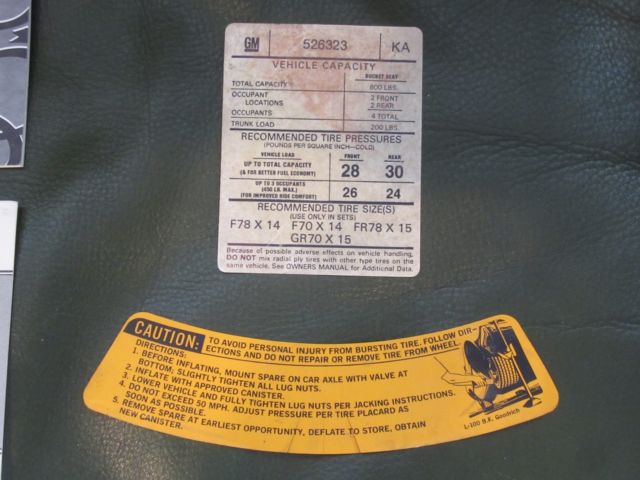 GM 526323 KA
VEHICLE CAPACITY
BUCKET SEAT
TOTAL CAPACITY 800 LBS.
OCCUPANT LOCATIONS 2 FRONT
2 REAR
OCCUPANTS 4 TOTAL
TRUNK LOAD 200 LBS.
RECOMMENDED TIRE PRESSURES
(POUNDS PER SQUARE INCH—COLD)
VEHICLE LOAD FRONT REAR
UP TO TOTAL CAPACITY 28 30
(& FOR BETTER FUEL ECONOMY)
UP TO 3 OCCUPANTS
(450 LB. MAX.) 26 24
(FOR IMPROVED RIDE COMFORT)
RECOMMENDED TIRE SIZE(S)
(USE ONLY IN SETS)
F78 X 14 F70 X 14 FR78 X 15
GR70 X 15
Because of possible adverse effects on vehicle handling,
DO NOT mix radial ply tires with other type tires on the
same vehicle. See OWNERS MANUAL for Additional Data.
CAUTION: TO AVOID PERSONAL INJURY FROM BURSTING TIRE. FOLLOW DIR-
ECTIONS AND DO NOT REPAIR OR REMOVE TIRE FROM WHEEL.
DIRECTIONS:
1. BEFORE INFLATING, MOUNT SPARE ON CAR AXLE WITH VALVE AT
BOTTOM; SLIGHTLY TIGHTEN ALL LUG NUTS.
2. INFLATE WITH APPROVED CANISTER.
3. LOWER VEHICLE AND FULLY TIGHTEN LUG NUTS PER JACKING INSTRUCTIONS.
4. DO NOT EXCEED 50 MPH. ADJUST PRESSURE PER TIRE PLACARD AS
SOON AS POSSIBLE.
5. REMOVE SPARE AT EARLIEST OPPORTUNITY, DEFLATE TO STORE, OBTAIN
NEW CANISTER.
L-100 B.F. Goodrich